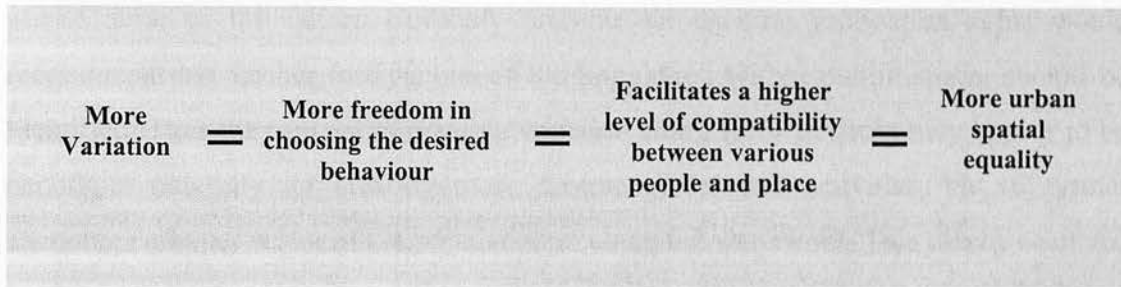 More
Variation
=
More freedom in
choosing the desired
behaviour
=
Facilitates a higher
level of compatibility
between various
people and place
=
More urban
spatial
equality